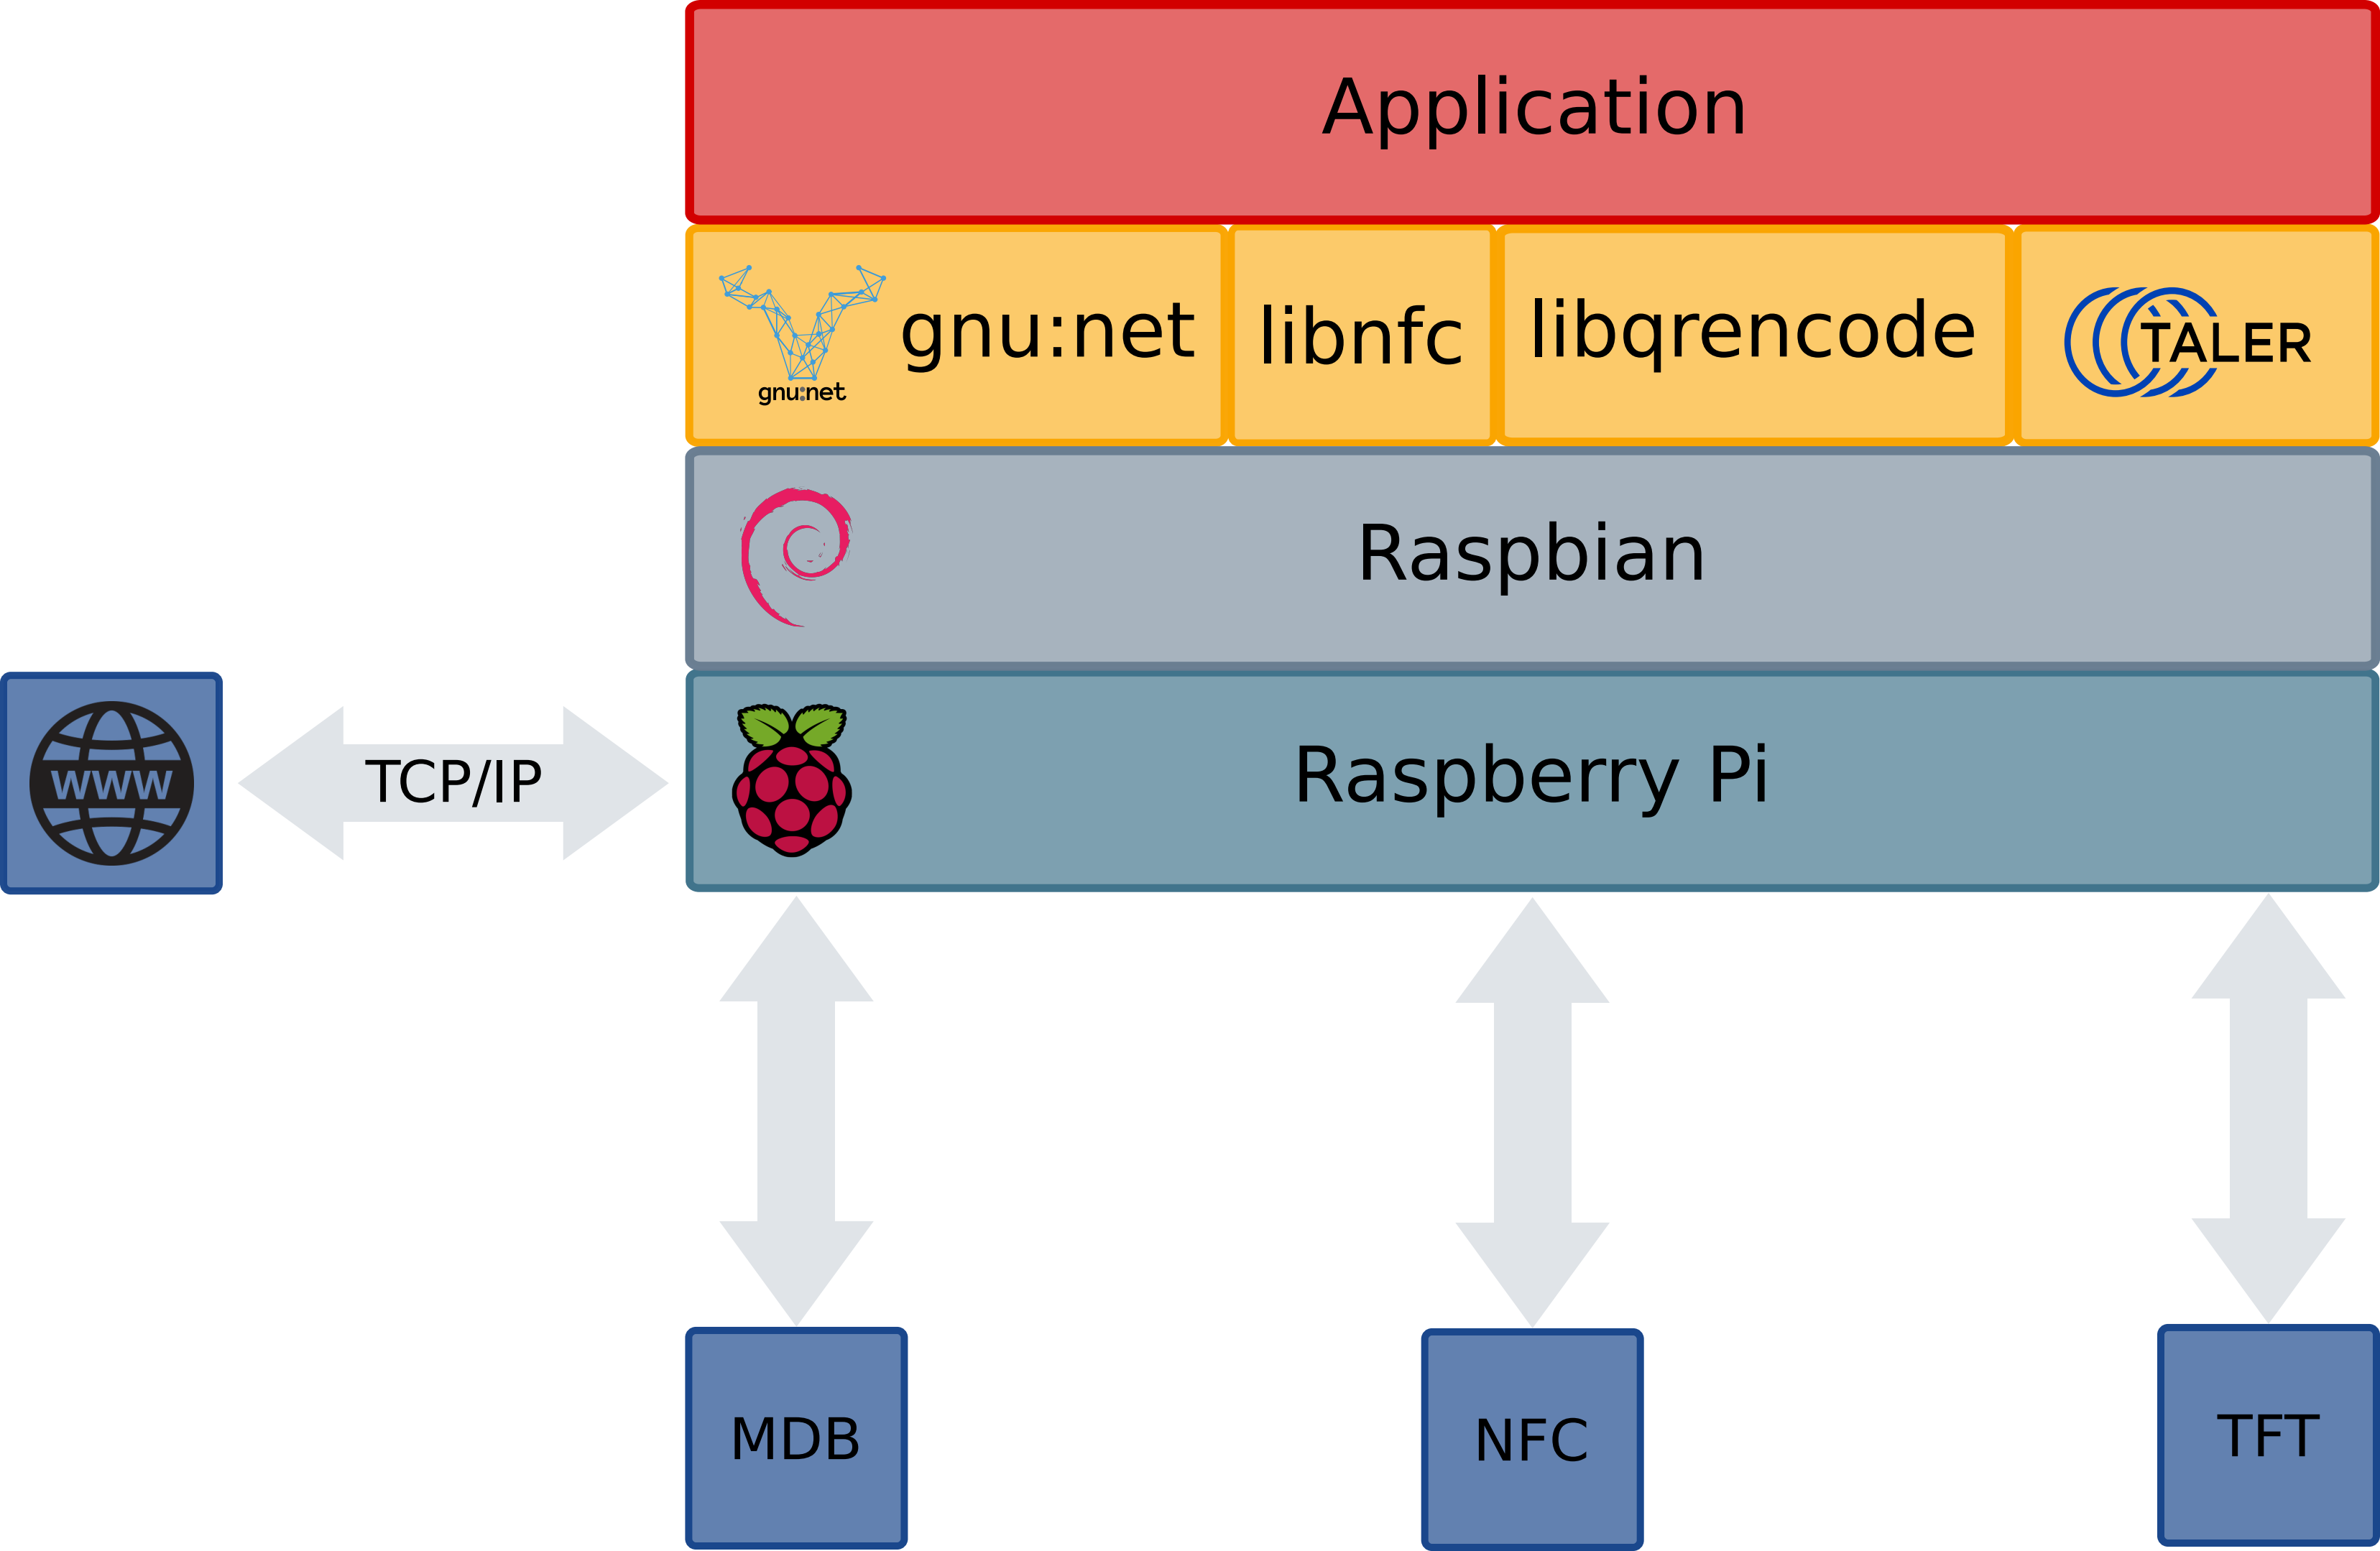 Application
gnu:net
gnu:net
libnfc
libqrencode
TALER
Raspbian
WWW
TCP/IP
Raspberry Pi
MDB
NFC
TFT